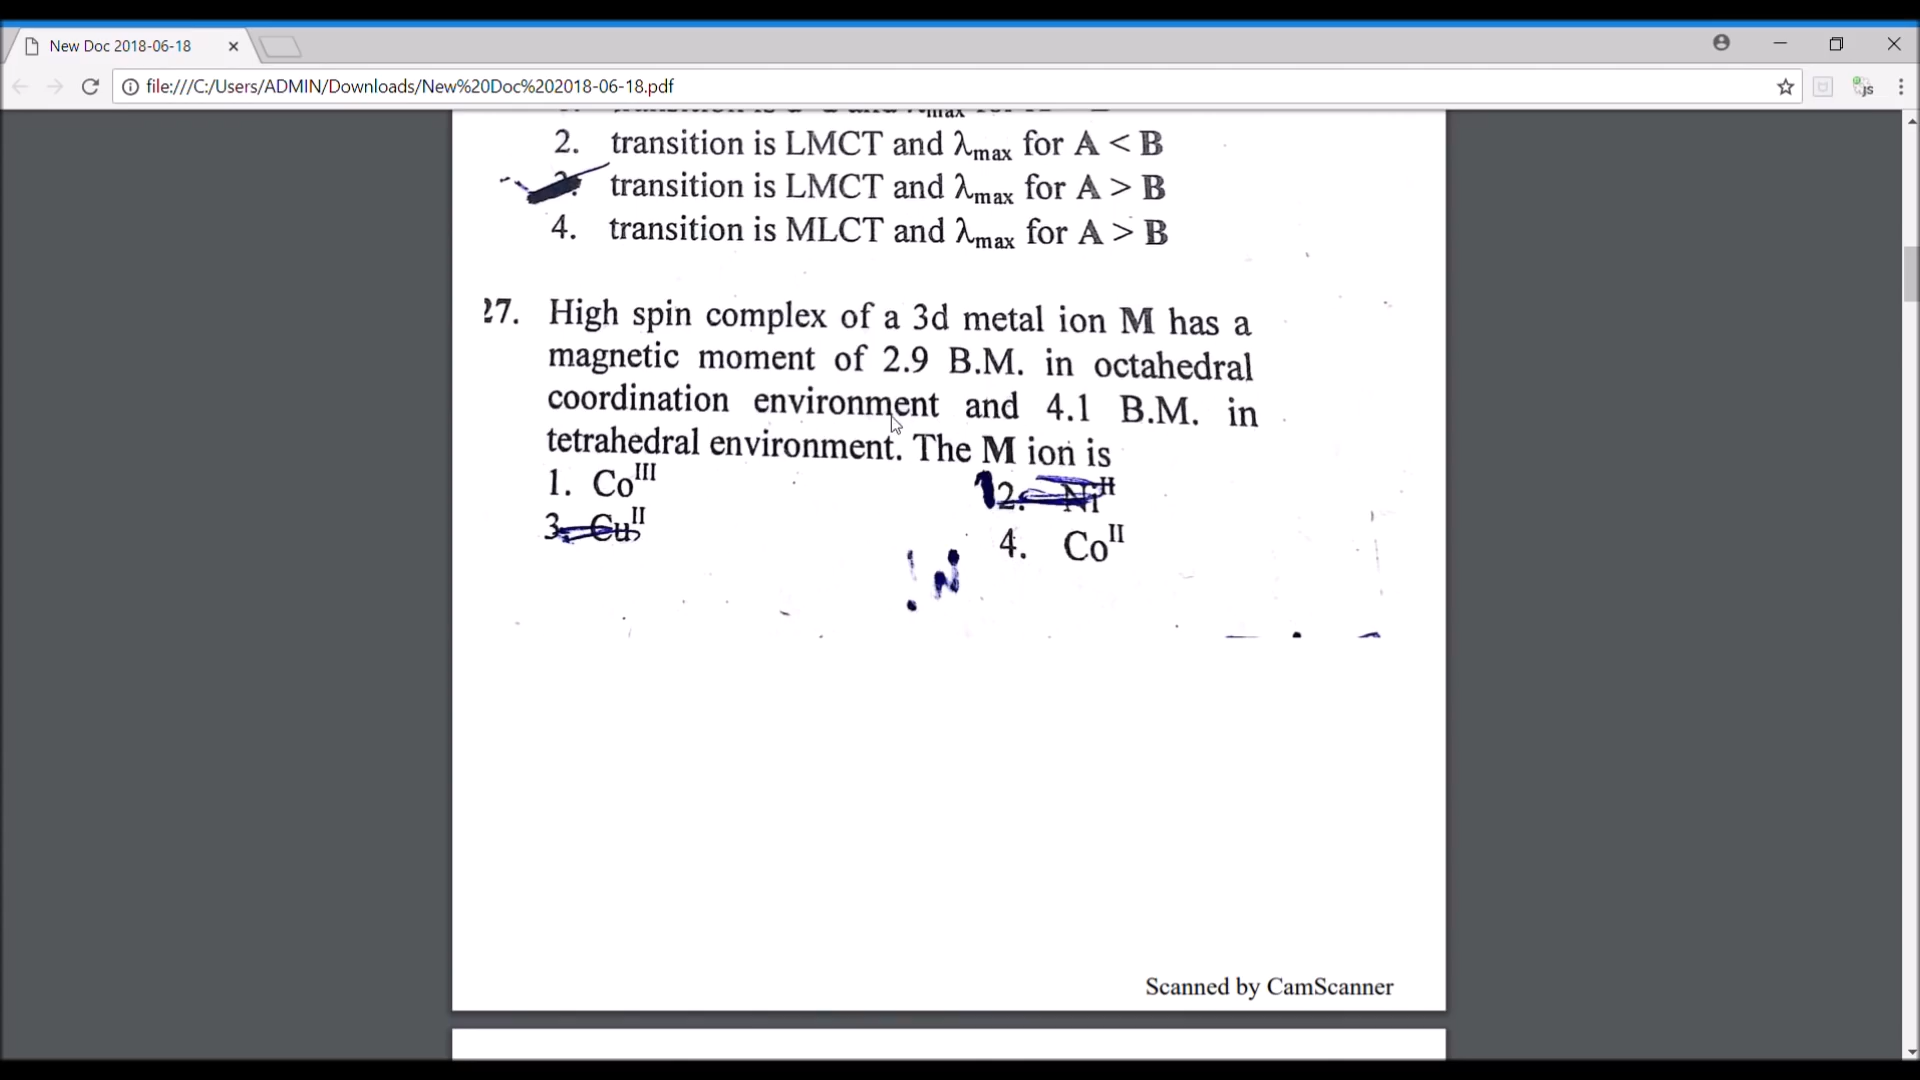 New Doc 2018-06-18
file:///C:/Users/ADMIN/Downloads/New%20Doc%202018-06-18.pdf
2. transition is LMCT and λmax for A < B
transition is LMCT and λmax for A > B
4. transition is MLCT and λmax for A > B
27. High spin complex of a 3d metal ion M has a
magnetic moment of 2.9 B.M. in octahedral
coordination environment and 4.1 B.M. in
tetrahedral environment. The M ion is
1. Coᴵᴵᴵ 2. Niᴵᴵ
3. Cuᴵᴵ 4. Coᴵᴵ
Scanned by CamScanner